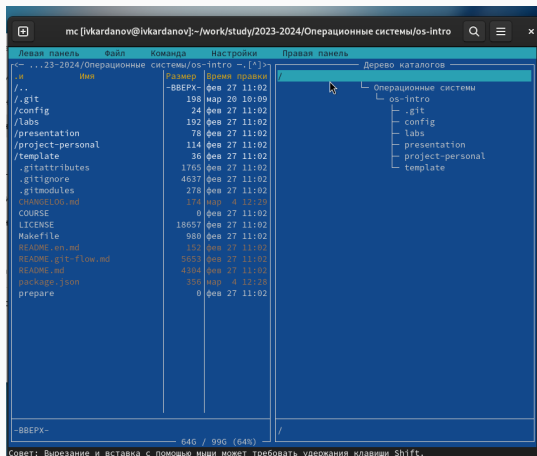 mc [ivkardanov@ivkardanov]:~/work/study/2023-2024/Операционные системы/os-intro
Левая панель Файл Команда Настройки Правая панель
<— ...23-2024/Операционные системы/os-intro —.[^]>
.и Имя Размер Время правки
/.. -ВВЕРХ- фев 27 11:02
/.git 198 мар 20 10:09
/config 24 фев 27 11:02
/labs 192 фев 27 11:02
/presentation 78 фев 27 11:02
/project-personal 114 фев 27 11:02
/template 36 фев 27 11:02
.gitattributes 1765 фев 27 11:02
.gitignore 4637 фев 27 11:02
.gitmodules 278 фев 27 11:02
CHANGELOG.md 174 мар 4 12:29
COURSE 0 фев 27 11:02
LICENSE 18657 фев 27 11:02
Makefile 980 фев 27 11:02
README.en.md 152 фев 27 11:02
README.git-flow.md 5653 фев 27 11:02
README.md 4304 фев 27 11:02
package.json 356 мар 4 12:28
prepare 0 фев 27 11:02
-ВВЕРХ-
64G / 99G (64%)
Дерево каталогов
/
Операционные системы
os-intro
.git
config
labs
presentation
project-personal
template
/
Совет: Вырезание и вставка с помощью мыши может требовать удержания клавиши Shift.